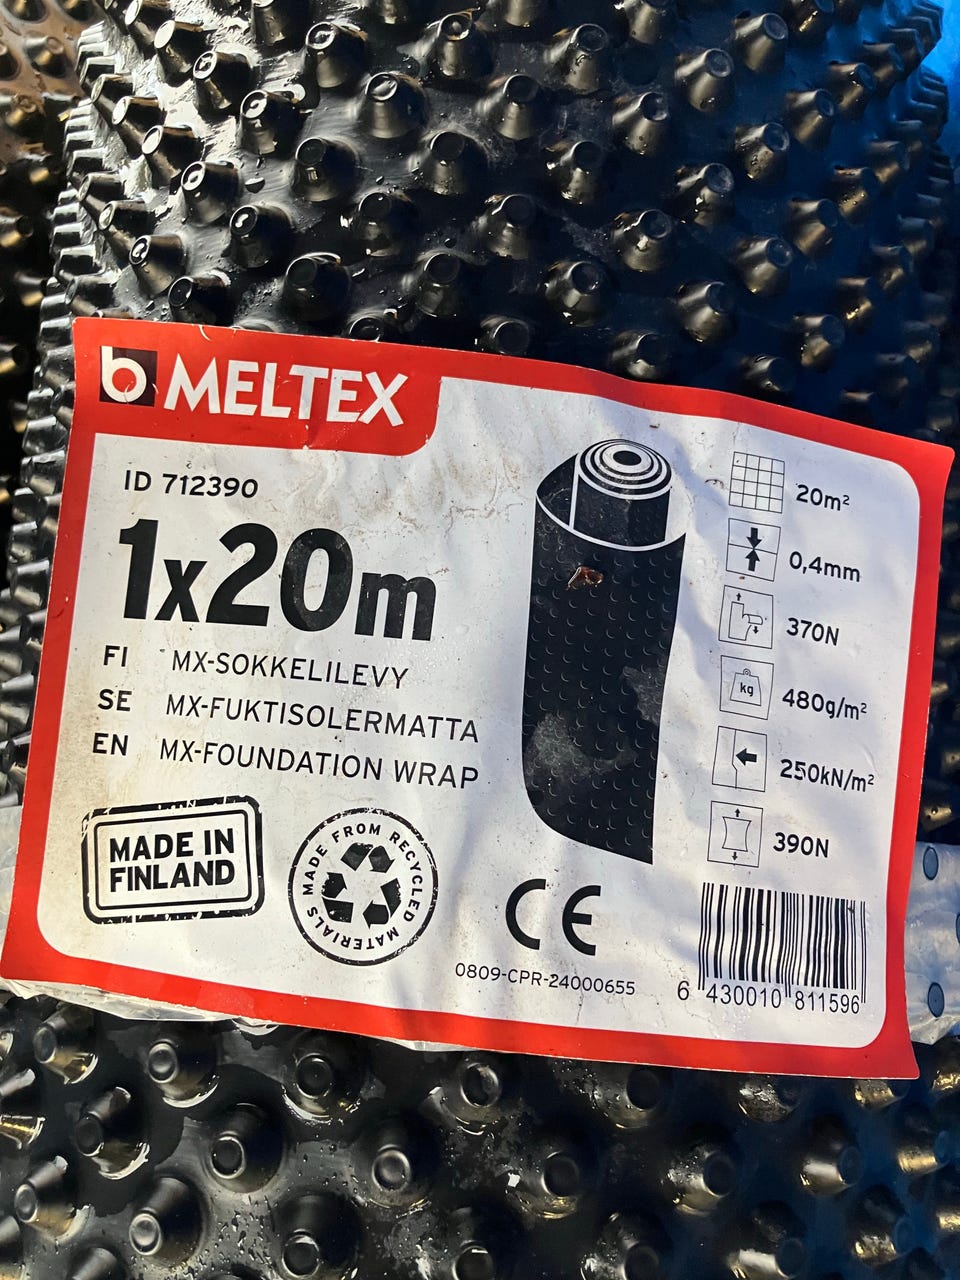 b MELTEX
ID 712390
1x20m
FI MX-SOKKELILEVY
SE MX-FUKTISOLERMATTA
EN MX-FOUNDATION WRAP
MADE IN
FINLAND
MADE FROM RECYCLED MATERIALS
CE
0809-CPR-24000655
20m²
0,4mm
370N
kg
480g/m²
250kN/m²
390N
6 430010 811596